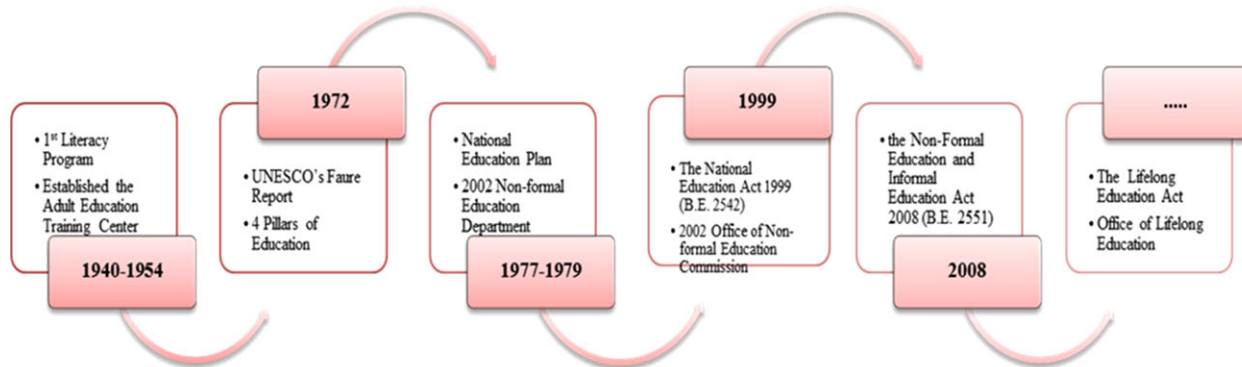 1940-1954
• 1st Literacy
Program
• Established the
Adult Education
Training Center
1972
• UNESCO's Faure
Report
• 4 Pillars of
Education
• National
Education Plan
• 2002 Non-formal
Education
Department
1977-1979
1999
• The National
Education Act 1999
(B.E. 2542)
• 2002 Office of Non-
formal Education
Commission
• the Non-Formal
Education and
Informal
Education Act
2008 (B.E. 2551)
2008
.....
• The Lifelong
Education Act
• Office of Lifelong
Education